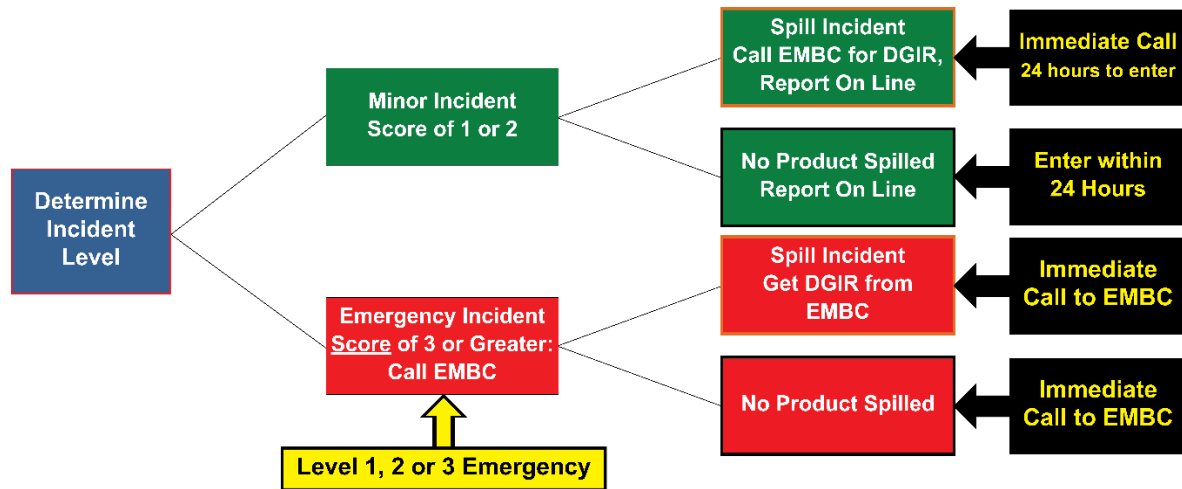 Determine
Incident
Level
Minor Incident
Score of 1 or 2
Spill Incident
Call EMBC for DGIR,
Report On Line
Immediate Call
24 hours to enter
No Product Spilled
Report On Line
Enter within
24 Hours
Emergency Incident
Score of 3 or Greater:
Call EMBC
Spill Incident
Get DGIR from
EMBC
Immediate
Call to EMBC
No Product Spilled
Immediate
Call to EMBC
Level 1, 2 or 3 Emergency